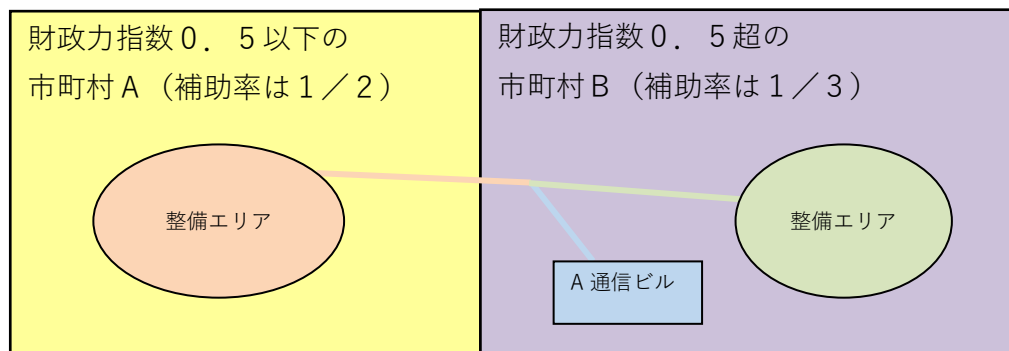 財政力指数０．５以下の
市町村Ａ（補助率は１／２）
財政力指数０．５超の
市町村Ｂ（補助率は１／３）
整備エリア
整備エリア
A 通信ビル